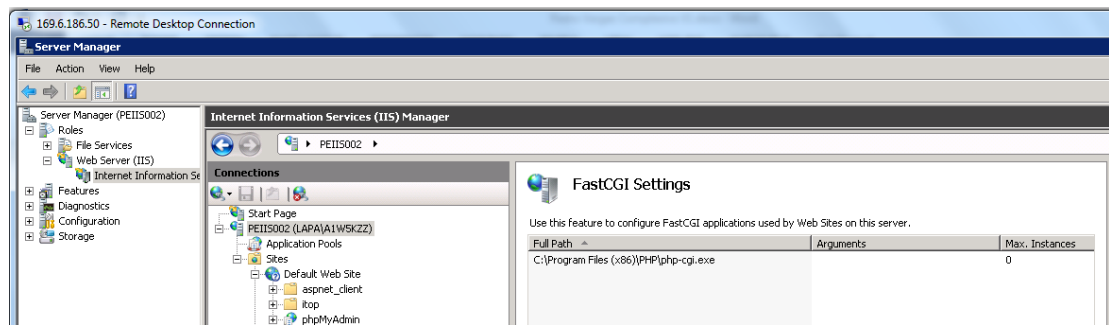 169.6.186.50 - Remote Desktop Connection
Server Manager
File Action View Help
Server Manager (PEIIS002)
Roles
File Services
Web Server (IIS)
Internet Information Se
Features
Diagnostics
Configuration
Storage
Internet Information Services (IIS) Manager
PEIIS002
Connections
Start Page
PEIIS002 (LAPA\A1W5KZZ)
Application Pools
Sites
Default Web Site
aspnet_client
itop
phpMyAdmin
FastCGI Settings
Use this feature to configure FastCGI applications used by Web Sites on this server.
Full Path Arguments Max. Instances
C:\Program Files (x86)\PHP\php-cgi.exe 0